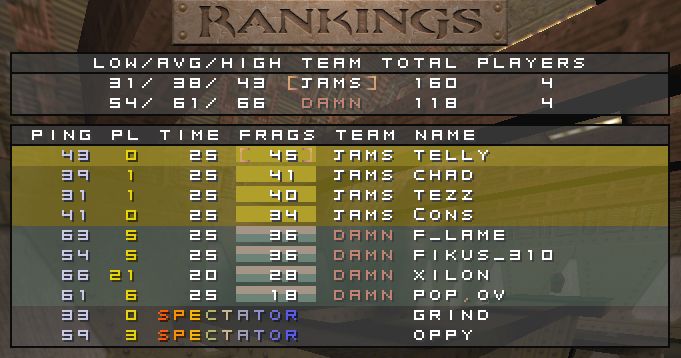 RANKINGS
LOW/AVG/HIGH TEAM TOTAL PLAYERS
31/ 38/ 43 [JAMS] 160 4
54/ 61/ 66 DAMN 118 4
PING PL TIME FRAGS TEAM NAME
43 0 25 [ 45 ] JAMS TELLY
39 1 25 41 JAMS CHAD
31 1 25 40 JAMS TEZZ
41 0 25 34 JAMS CONS
63 5 25 36 DAMN F_LAME
54 5 25 36 DAMN FIKUS_310
66 21 20 28 DAMN XILON
61 6 25 18 DAMN POP.OV
33 0 SPECTATOR GRIND
59 3 SPECTATOR OPPY